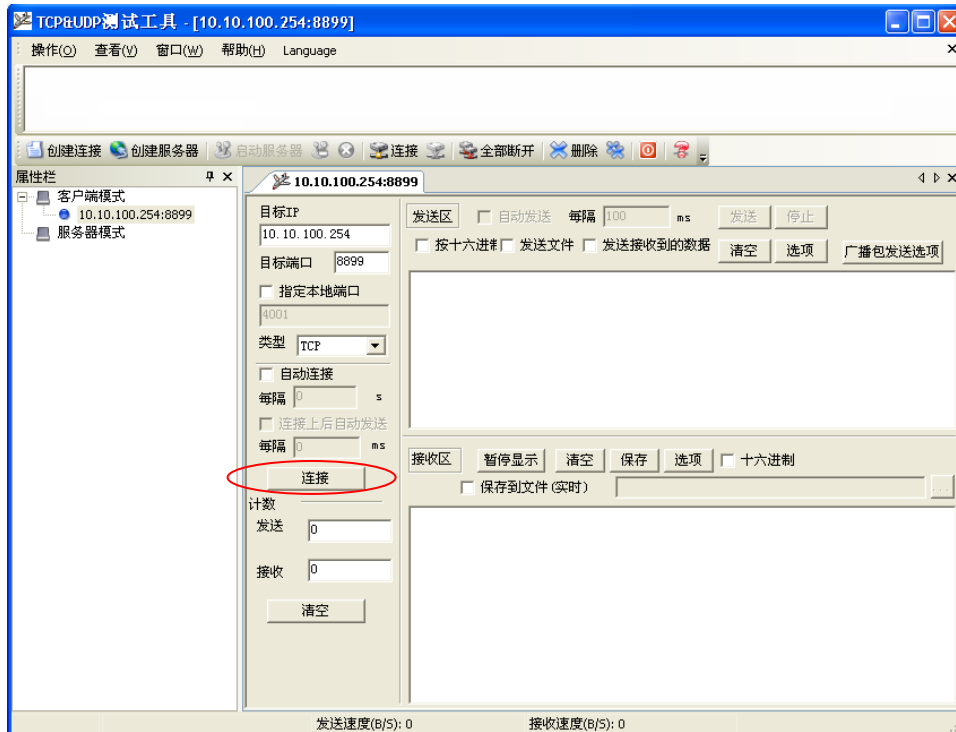 TCP&UDP测试工具 - [10.10.100.254:8899]
操作(O) 查看(V) 窗口(W) 帮助(H) Language
创建连接 创建服务器 启动服务器 连接 全部断开 删除
属性栏
客户端模式
10.10.100.254:8899
服务器模式
10.10.100.254:8899
目标IP
10. 10. 100. 254
目标端口 8899
指定本地端口
4001
类型 TCP
自动连接
每隔 0 s
连接上后自动发送
每隔 0 ms
连接
计数
发送 0
接收 0
清空
发送区 自动发送 每隔 100 ms 发送 停止
按十六进制 发送文件 发送接收到的数据 清空 选项 广播包发送选项
接收区 暂停显示 清空 保存 选项 十六进制
保存到文件(实时) ...
发送速度(B/S): 0 接收速度(B/S): 0